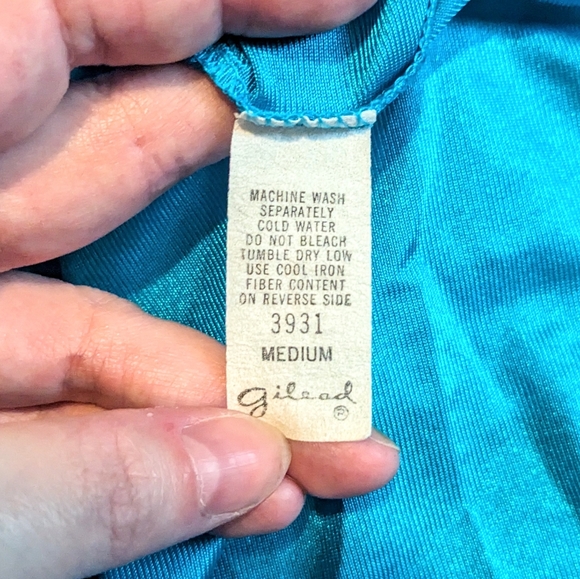 MACHINE WASH
SEPARATELY
COLD WATER
DO NOT BLEACH
TUMBLE DRY LOW
USE COOL IRON
FIBER CONTENT
ON REVERSE SIDE
3931
MEDIUM
gilead ®